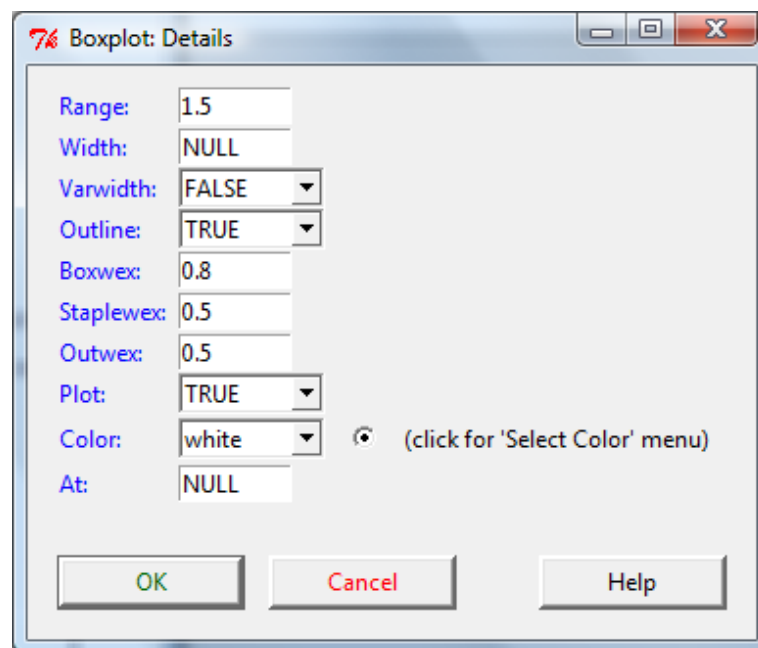 Boxplot: Details
Range: 1.5
Width: NULL
Varwidth: FALSE
Outline: TRUE
Boxwex: 0.8
Staplewex: 0.5
Outwex: 0.5
Plot: TRUE
Color: white (click for 'Select Color' menu)
At: NULL
OK Cancel Help